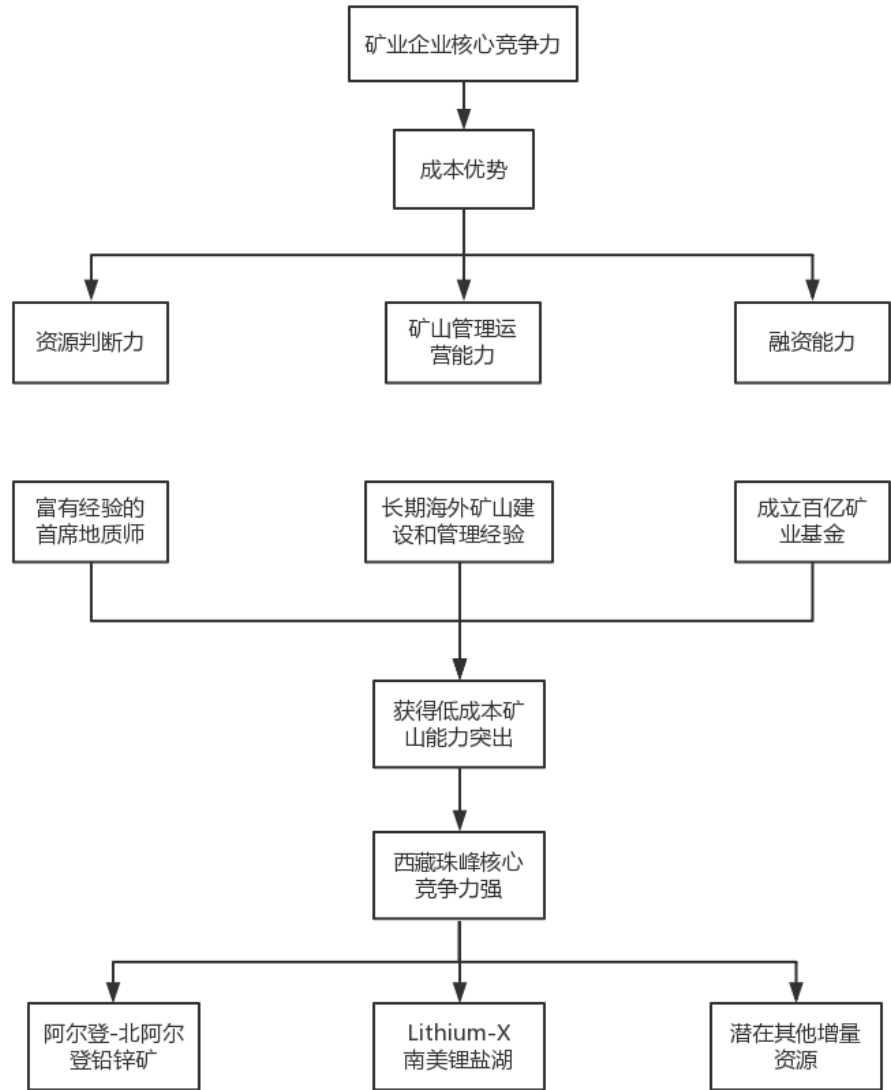 矿业企业核心竞争力
成本优势
资源判断力
矿山管理运
营能力
融资能力
富有经验的
首席地质师
长期海外矿山建
设和管理经验
成立百亿矿
业基金
获得低成本矿
山能力突出
西藏珠峰核心
竞争力强
阿尔登-北阿尔
登铅锌矿
Lithium-X
南美锂盐湖
潜在其他增量
资源